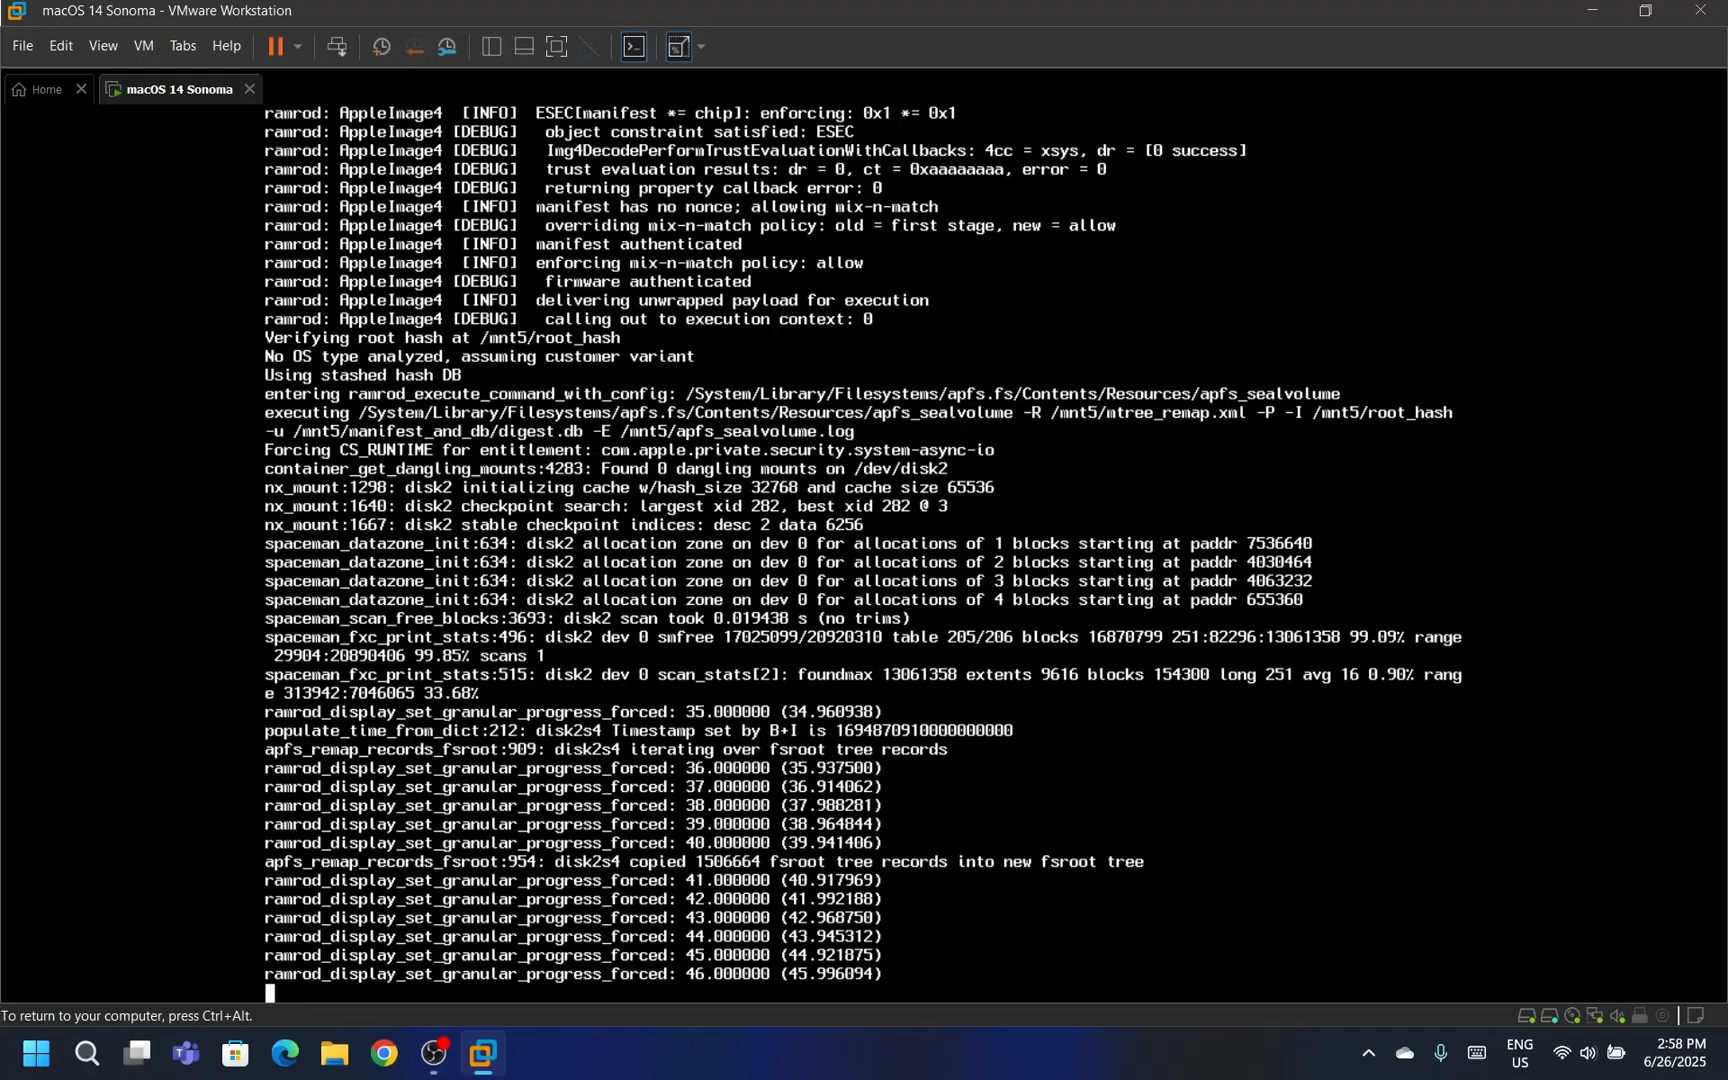 macOS 14 Sonoma - VMware Workstation
File Edit View VM Tabs Help
Home macOS 14 Sonoma
ramrod: AppleImage4 [INFO] ESEC[manifest *= chip]: enforcing: 0x1 *= 0x1
ramrod: AppleImage4 [DEBUG] object constraint satisfied: ESEC
ramrod: AppleImage4 [DEBUG] Img4DecodePerformTrustEvaluationWithCallbacks: 4cc = xsys, dr = [0 success]
ramrod: AppleImage4 [DEBUG] trust evaluation results: dr = 0, ct = 0xaaaaaaaa, error = 0
ramrod: AppleImage4 [DEBUG] returning property callback error: 0
ramrod: AppleImage4 [INFO] manifest has no nonce; allowing mix-n-match
ramrod: AppleImage4 [DEBUG] overriding mix-n-match policy: old = first stage, new = allow
ramrod: AppleImage4 [INFO] manifest authenticated
ramrod: AppleImage4 [INFO] enforcing mix-n-match policy: allow
ramrod: AppleImage4 [DEBUG] firmware authenticated
ramrod: AppleImage4 [INFO] delivering unwrapped payload for execution
ramrod: AppleImage4 [DEBUG] calling out to execution context: 0
Verifying root hash at /mnt5/root_hash
No OS type analyzed, assuming customer variant
Using stashed hash DB
entering ramrod_execute_command_with_config: /System/Library/Filesystems/apfs.fs/Contents/Resources/apfs_sealvolume
executing /System/Library/Filesystems/apfs.fs/Contents/Resources/apfs_sealvolume -R /mnt5/mtree_remap.xml -P -I /mnt5/root_hash
-u /mnt5/manifest_and_db/digest.db -E /mnt5/apfs_sealvolume.log
Forcing CS_RUNTIME for entitlement: com.apple.private.security.system-async-io
container_get_dangling_mounts:4283: Found 0 dangling mounts on /dev/disk2
nx_mount:1298: disk2 initializing cache w/hash_size 32768 and cache size 65536
nx_mount:1640: disk2 checkpoint search: largest xid 282, best xid 282 @ 3
nx_mount:1667: disk2 stable checkpoint indices: desc 2 data 6256
spaceman_datazone_init:634: disk2 allocation zone on dev 0 for allocations of 1 blocks starting at paddr 7536640
spaceman_datazone_init:634: disk2 allocation zone on dev 0 for allocations of 2 blocks starting at paddr 4030464
spaceman_datazone_init:634: disk2 allocation zone on dev 0 for allocations of 3 blocks starting at paddr 4063232
spaceman_datazone_init:634: disk2 allocation zone on dev 0 for allocations of 4 blocks starting at paddr 655360
spaceman_scan_free_blocks:3693: disk2 scan took 0.019438 s (no trims)
spaceman_fxc_print_stats:496: disk2 dev 0 smfree 17025099/20920310 table 205/206 blocks 16870799 251:82296:13061358 99.09% range
29904:20890406 99.85% scans 1
spaceman_fxc_print_stats:515: disk2 dev 0 scan_stats[2]: foundmax 13061358 extents 9616 blocks 154300 long 251 avg 16 0.90% rang
e 313942:7046065 33.68%
ramrod_display_set_granular_progress_forced: 35.000000 (34.960938)
populate_time_from_dict:212: disk2s4 Timestamp set by B+I is 1694870910000000000
apfs_remap_records_fsroot:909: disk2s4 iterating over fsroot tree records
ramrod_display_set_granular_progress_forced: 36.000000 (35.937500)
ramrod_display_set_granular_progress_forced: 37.000000 (36.914062)
ramrod_display_set_granular_progress_forced: 38.000000 (37.988281)
ramrod_display_set_granular_progress_forced: 39.000000 (38.964844)
ramrod_display_set_granular_progress_forced: 40.000000 (39.941406)
apfs_remap_records_fsroot:954: disk2s4 copied 1506664 fsroot tree records into new fsroot tree
ramrod_display_set_granular_progress_forced: 41.000000 (40.917969)
ramrod_display_set_granular_progress_forced: 42.000000 (41.992188)
ramrod_display_set_granular_progress_forced: 43.000000 (42.968750)
ramrod_display_set_granular_progress_forced: 44.000000 (43.945312)
ramrod_display_set_granular_progress_forced: 45.000000 (44.921875)
ramrod_display_set_granular_progress_forced: 46.000000 (45.996094)
To return to your computer, press Ctrl+Alt.
ENG 2:58 PM
US 6/26/2025